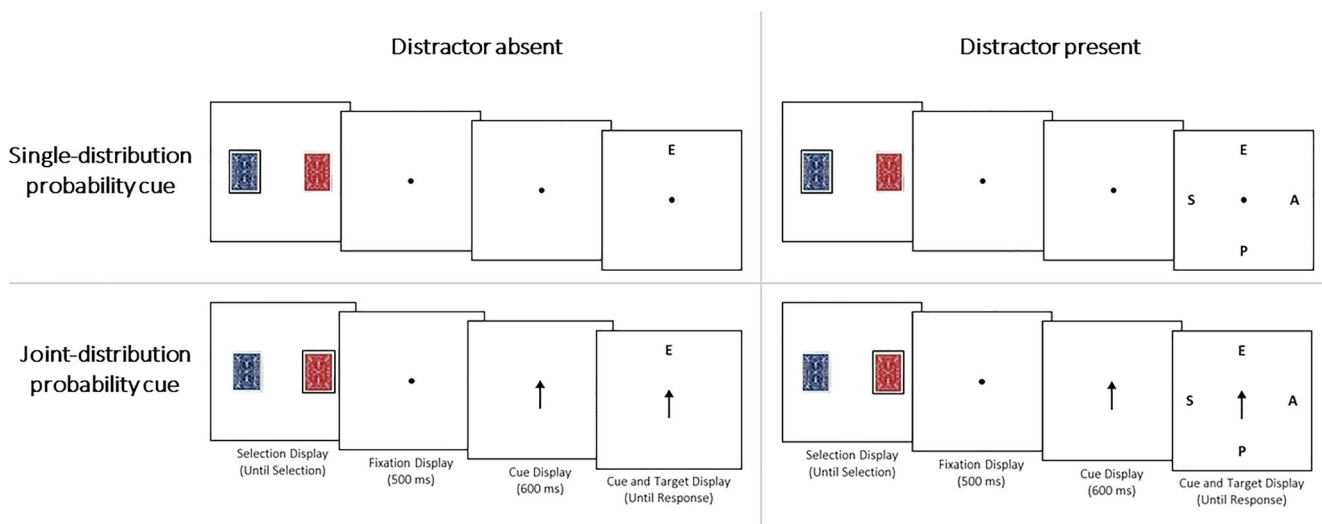 Distractor absent
Distractor present
Single-distribution
probability cue
E
E
S
A
P
Joint-distribution
probability cue
E
E
S
A
P
Selection Display
(Until Selection)
Fixation Display
(500 ms)
Cue Display
(600 ms)
Cue and Target Display
(Until Response)
Selection Display
(Until Selection)
Fixation Display
(500 ms)
Cue Display
(600 ms)
Cue and Target Display
(Until Response)